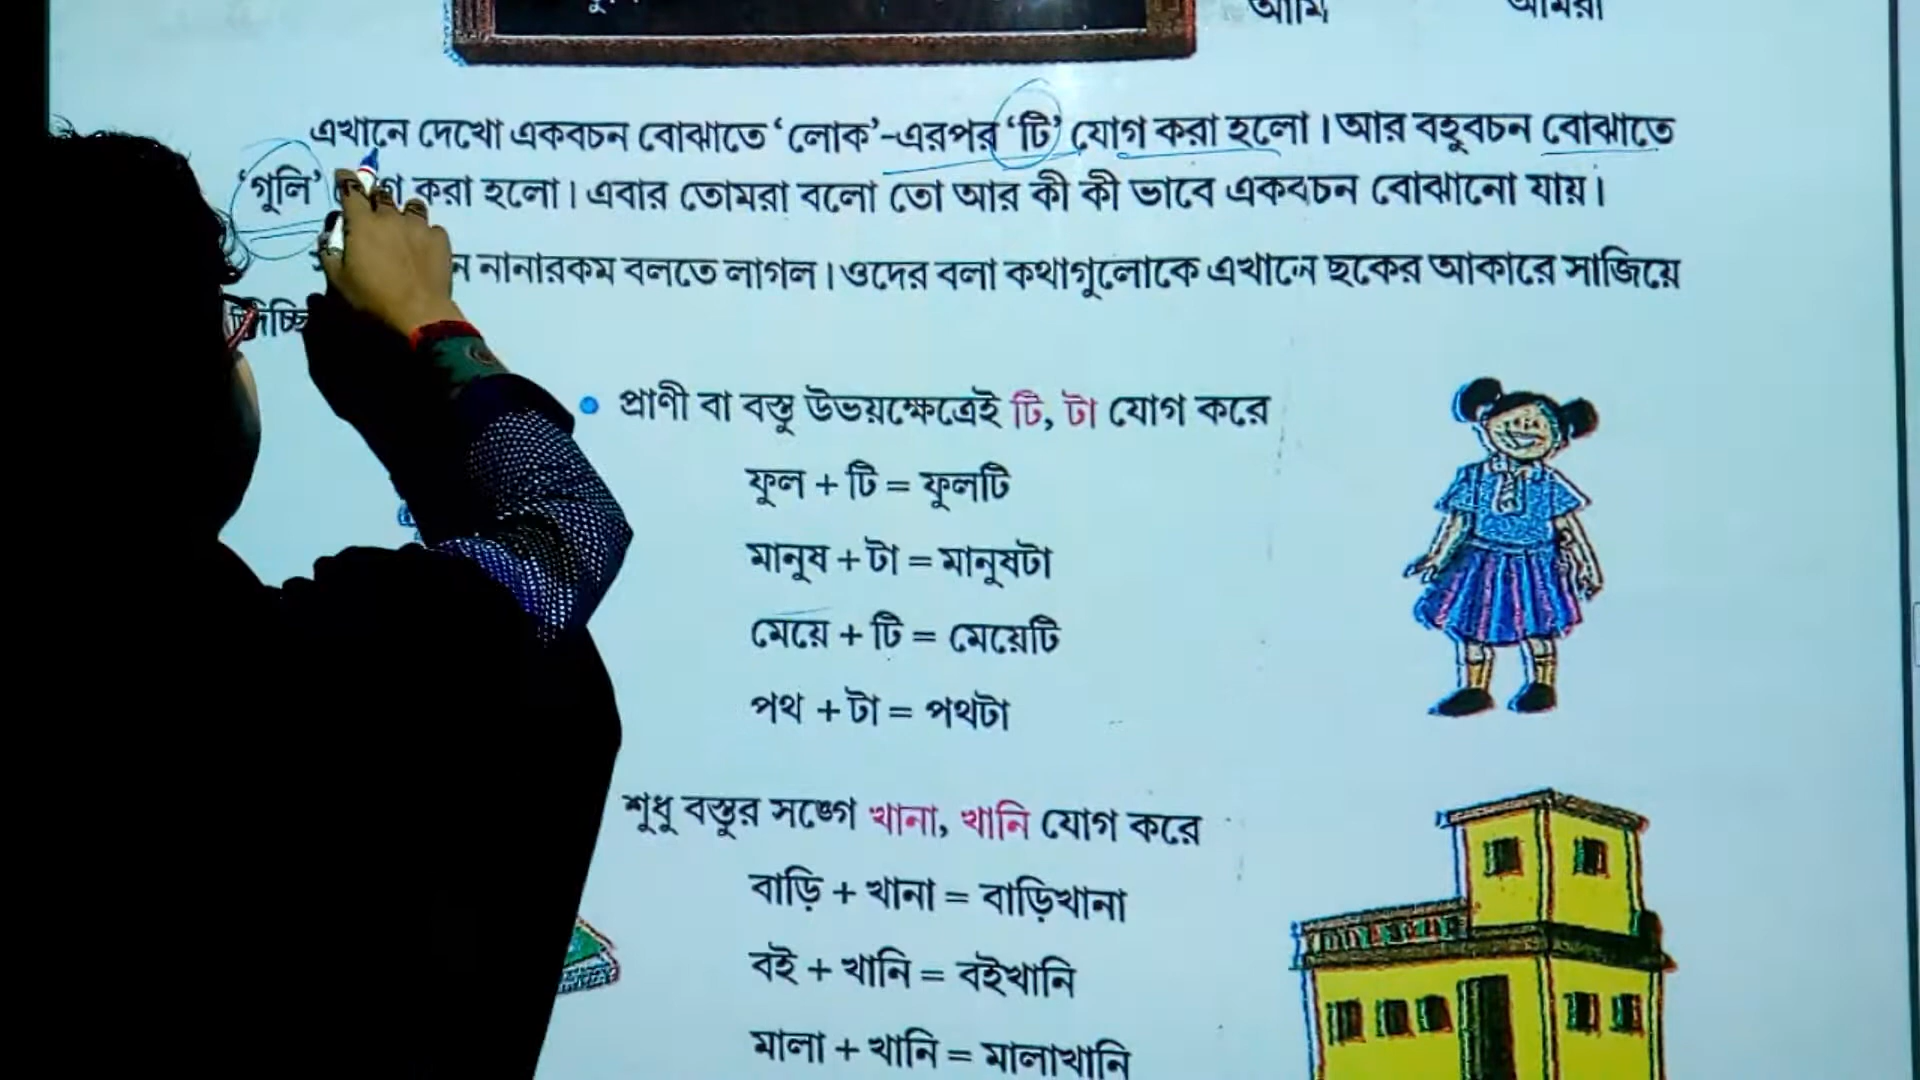 আমি আমরা
এখানে দেখো একবচন বোঝাতে ‘লোক’-এরপর ‘টি’ যোগ করা হলো। আর বহুবচন বোঝাতে
‘গুলি’ করা হলো। এবার তোমরা বলো তো আর কী কী ভাবে একবচন বোঝানো যায়।
নানারকম বলতে লাগল। ওদের বলা কথাগুলোকে এখানে ছকের আকারে সাজিয়ে
• প্রাণী বা বস্তু উভয়ক্ষেত্রেই টি, টা যোগ করে
ফুল + টি = ফুলটি
মানুষ + টা = মানুষটা
মেয়ে + টি = মেয়েটি
পথ + টা = পথটা
শুধু বস্তুর সঙ্গে খানা, খানি যোগ করে
বাড়ি + খানা = বাড়িখানা
বই + খানি = বইখানি
মালা + খানি = মালাখানি